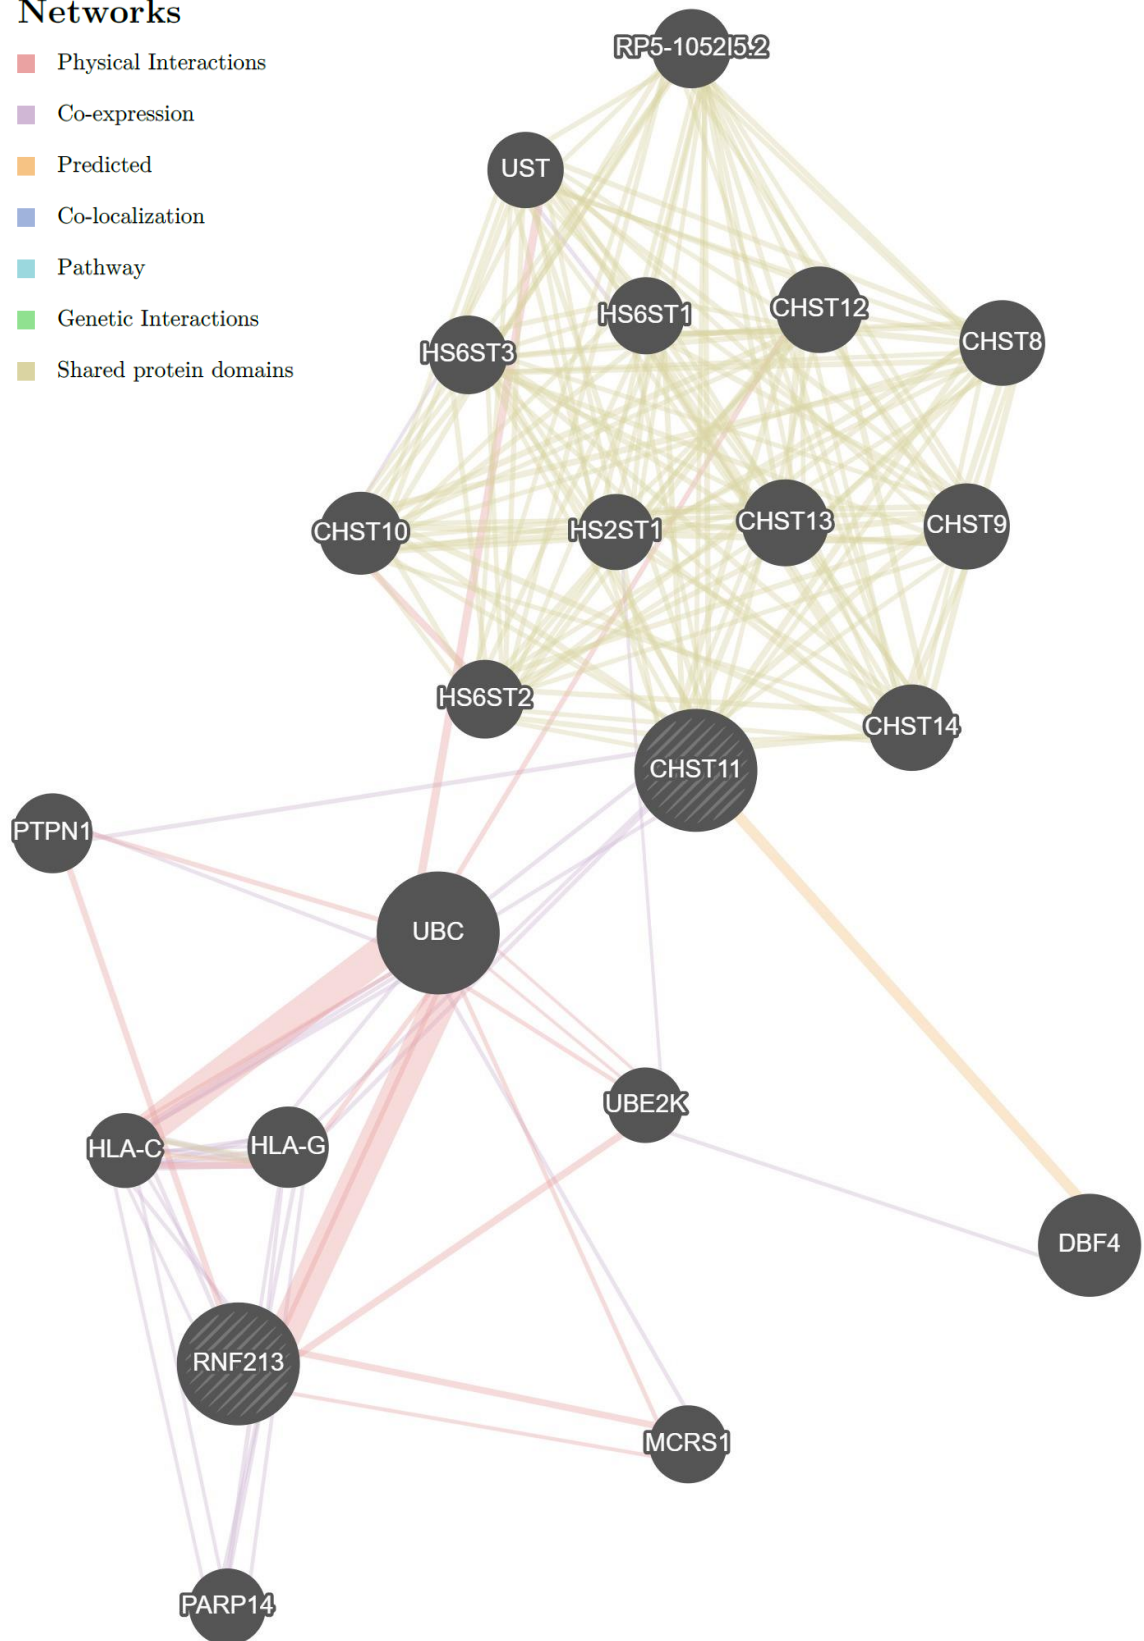 Networks
Physical Interactions
Co-expression
Predicted
Co-localization
Pathway
Genetic Interactions
Shared protein domains
RP5-1052I5.2
UST
HS6ST1
CHST12
CHST8
HS6ST3
CHST10
HS2ST1
CHST13
CHST9
HS6ST2
CHST14
CHST11
PTPN1
UBC
UBE2K
HLA-C
HLA-G
DBF4
RNF213
MCRS1
PARP14